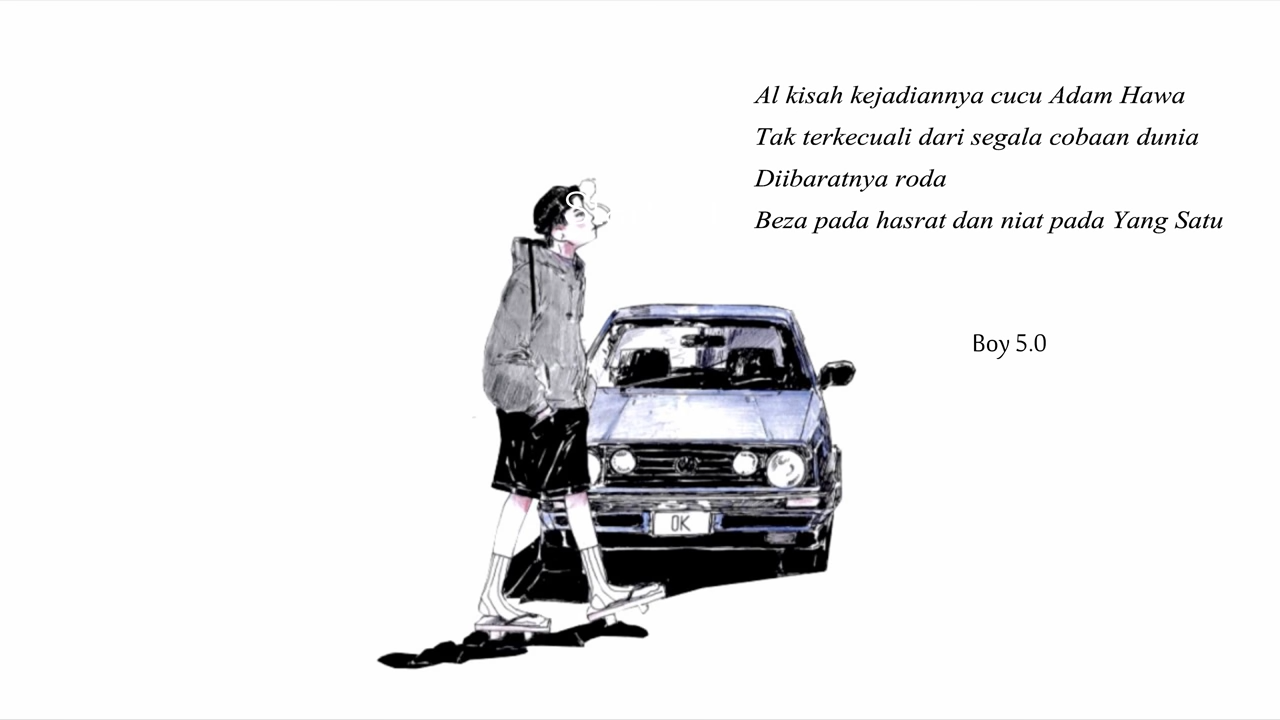 Al kisah kejadiannya cucu Adam Hawa
Tak terkecuali dari segala cobaan dunia
Diibaratnya roda
Beza pada hasrat dan niat pada Yang Satu
Boy 5.0
OK